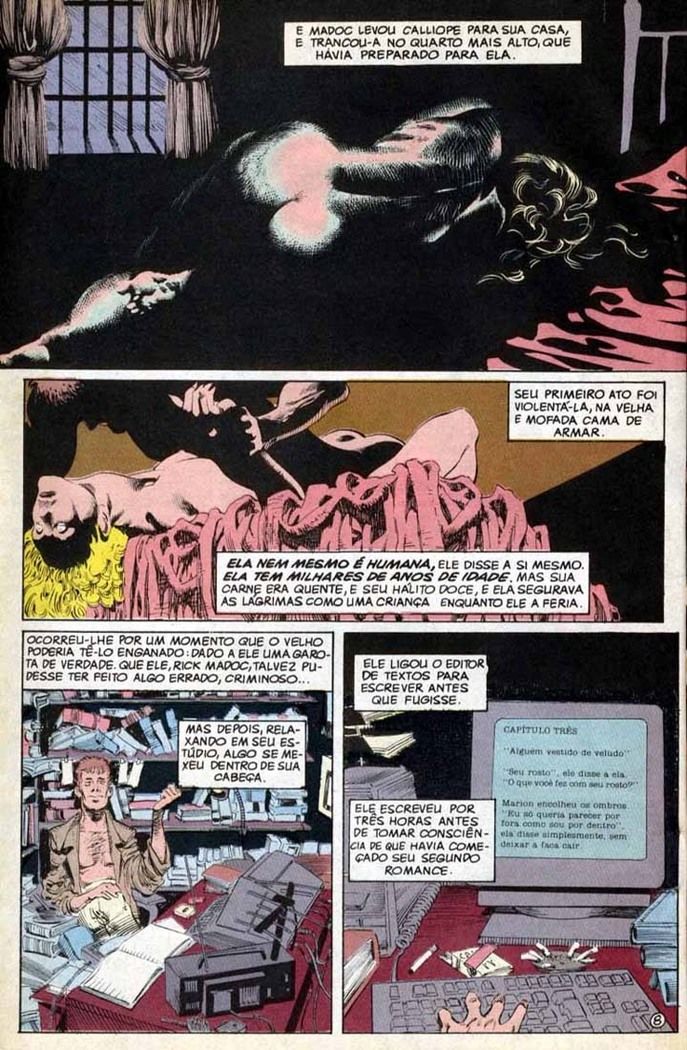 E MADOC LEVOU CALLIOPE PARA SUA CASA,
E TRANCOU-A NO QUARTO MAIS ALTO, QUE
HÁVIA PREPARADO PARA ELA.
SEU PRIMEIRO ATO FOI
VIOLENTÁ-LA, NA VELHA
E MOFADA CAMA DE
ARMAR.
ELA NEM MESMO É HUMANA, ELE DISSE A SI MESMO.
ELA TEM MILHARES DE ANOS DE IDADE. MAS SUA
CARNE ERA QUENTE, E SEU HÁLITO DOCE, E ELA SEGURAVA
AS LÁGRIMAS COMO UMA CRIANÇA ENQUANTO ELE A FERIA.
OCORREU-LHE POR UM MOMENTO QUE O VELHO
PODERIA TÊ-LO ENGANADO: DADO A ELE UMA GARO-
TA DE VERDADE. QUE ELE, RICK MADOC, TALVEZ PU-
DESSE TER FEITO ALGO ERRADO, CRIMINOSO...
MAS DEPOIS, RELA-
XANDO EM SEU ES-
TÚDIO, ALGO SE ME-
XEU DENTRO DE SUA
CABEÇA.
ELE LIGOU O EDITOR
DE TEXTOS PARA
ESCREVER ANTES
QUE FUGISSE.
CAPÍTULO TRÊS
"Alguém vestido de veludo"
"Seu rosto", ele disse a ela.
"O que você fez com seu rosto?"
Marion encolheu os ombros.
"Eu só queria parecer por
fora como sou por dentro",
ela disse simplesmente, sem
deixar a faca cair.
ELE ESCREVEU POR
TRÊS HORAS ANTES
DE TOMAR CONSCIÊN-
CIA DE QUE HAVIA COME-
ÇADO SEU SEGUNDO
ROMANCE.
8